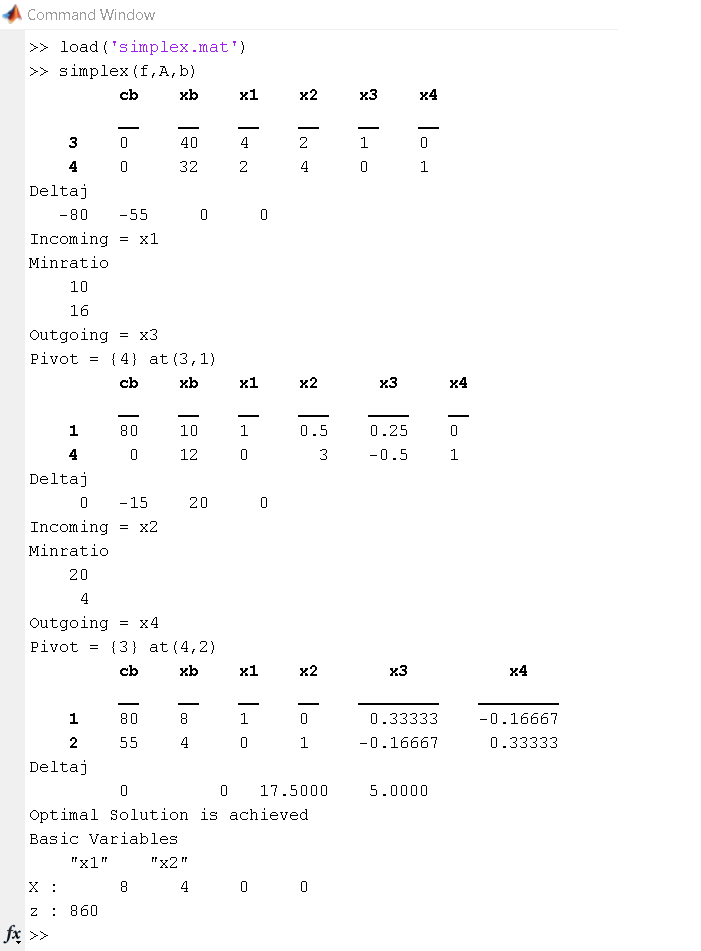 Command Window
>> load('simplex.mat')
>> simplex(f,A,b)
cb xb x1 x2 x3 x4
3 0 40 4 2 1 0
4 0 32 2 4 0 1
Deltaj
-80 -55 0 0
Incoming = x1
Minratio
10
16
Outgoing = x3
Pivot = {4} at(3,1)
cb xb x1 x2 x3 x4
1 80 10 1 0.5 0.25 0
4 0 12 0 3 -0.5 1
Deltaj
0 -15 20 0
Incoming = x2
Minratio
20
4
Outgoing = x4
Pivot = {3} at(4,2)
cb xb x1 x2 x3 x4
1 80 8 1 0 0.33333 -0.16667
2 55 4 0 1 -0.16667 0.33333
Deltaj
0 0 17.5000 5.0000
Optimal Solution is achieved
Basic Variables
"x1" "x2"
X : 8 4 0 0
z : 860
fx >>